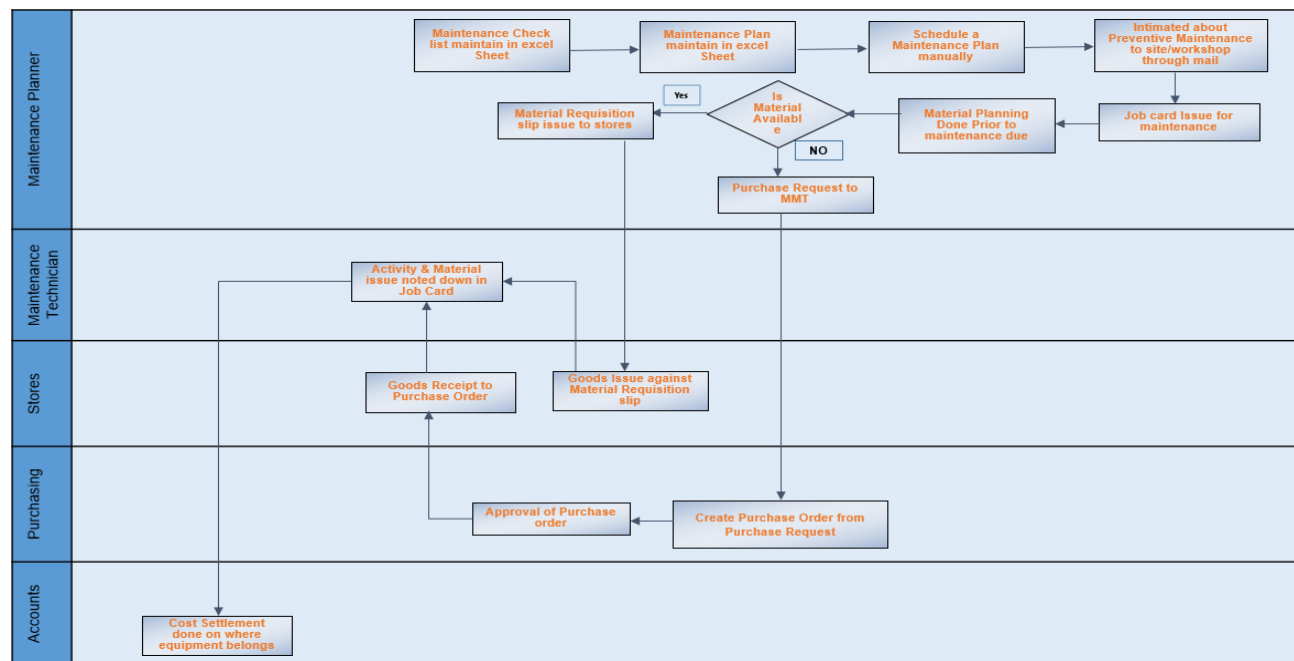 Maintenance Planner
Maintenance Check
list maintain in excel
Sheet
Maintenance Plan
maintain in excel
Sheet
Schedule a
Maintenance Plan
manually
Intimated about
Preventive Maintenance
to site/workshop
through mail
Material Requisition
slip issue to stores
Yes
Is
Material
Availabl
e
NO
Material Planning
Done Prior to
maintenance due
Job card Issue for
maintenance
Purchase Request to
MMT
Maintenance
Technician
Activity & Material
issue noted down in
Job Card
Stores
Goods Receipt to
Purchase Order
Goods Issue against
Material Requisition
slip
Purchasing
Approval of Purchase
order
Create Purchase Order from
Purchase Request
Accounts
Cost Settlement
done on where
equipment belongs